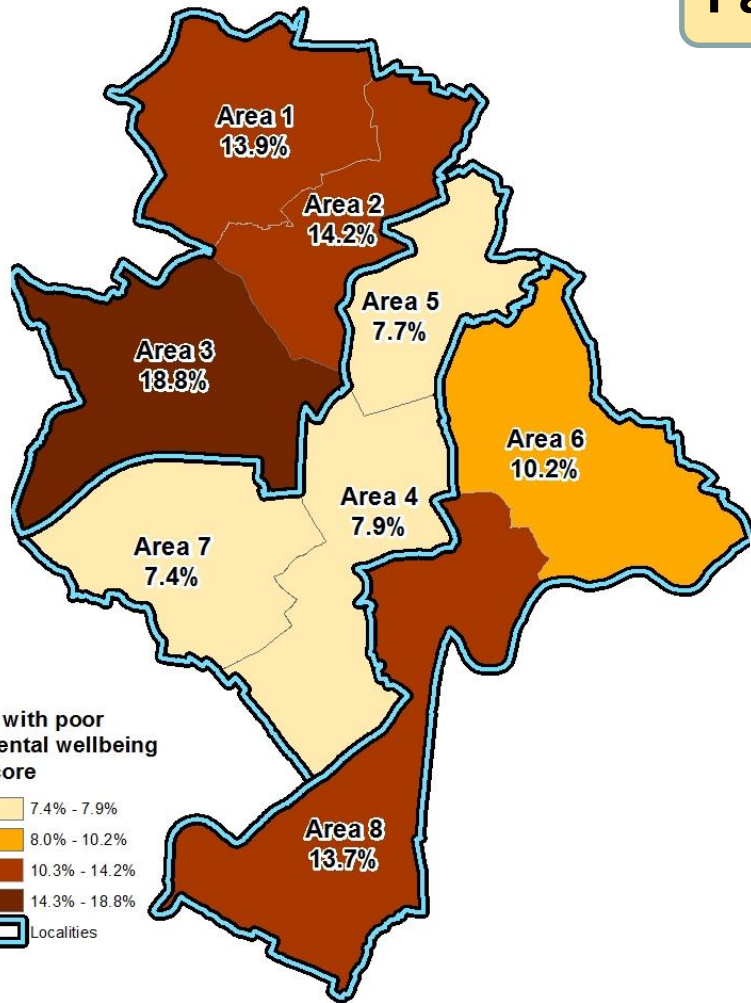 Area 1
13.9%
Area 2
14.2%
Area 5
7.7%
Area 3
18.8%
Area 6
10.2%
Area 4
7.9%
Area 7
7.4%
with poor
wellbeing
7.4% - 7.9%
8.0% - 10.2%
10.3% - 14.2%
14.3% - 18.8%
Localities
Area 8
13.7%